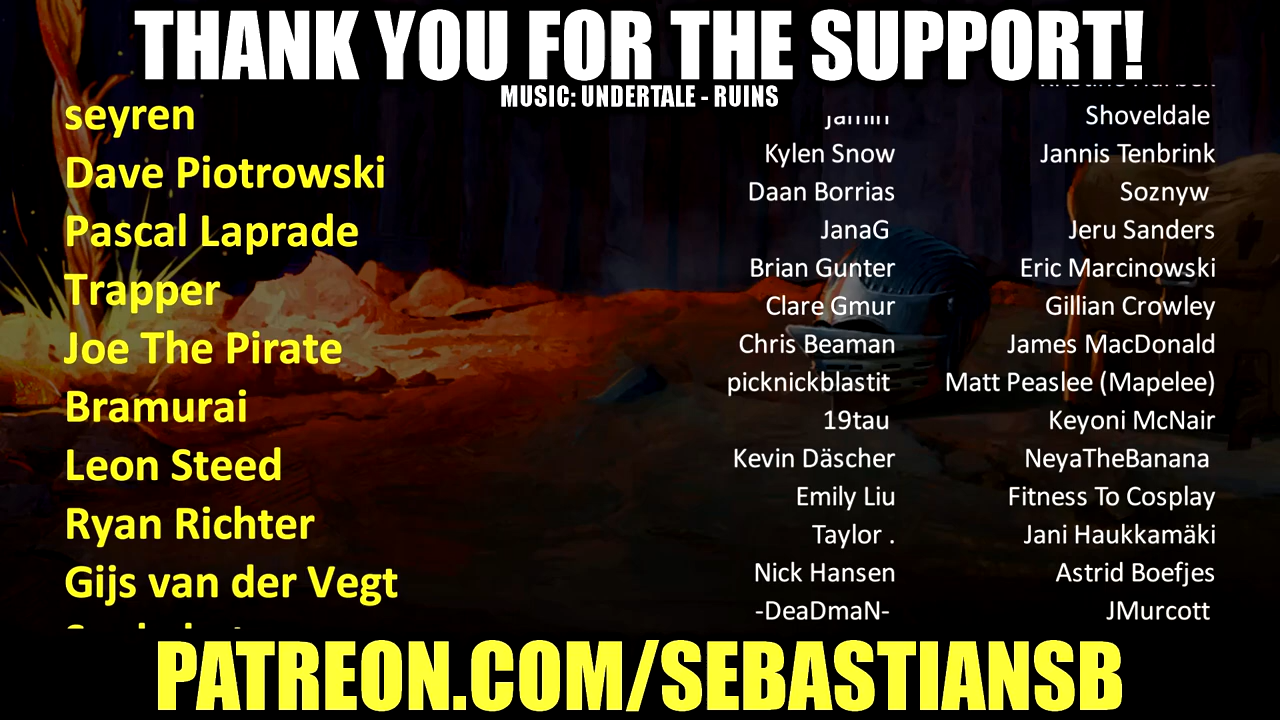 THANK YOU FOR THE SUPPORT!
MUSIC: UNDERTALE - RUINS
seyren
Dave Piotrowski
Pascal Laprade
Trapper
Joe The Pirate
Bramurai
Leon Steed
Ryan Richter
Gijs van der Vegt
Kylen Snow
Daan Borrias
JanaG
Brian Gunter
Clare Gmur
Chris Beaman
picknickblastit
19tau
Kevin Däscher
Emily Liu
Taylor .
Nick Hansen
-DeaDmaN-
Shoveldale
Jannis Tenbrink
Soznyw
Jeru Sanders
Eric Marcinowski
Gillian Crowley
James MacDonald
Matt Peaslee (Mapelee)
Keyoni McNair
NeyaTheBanana
Fitness To Cosplay
Jani Haukkamäki
Astrid Boefjes
JMurcott
PATREON.COM/SEBASTIANSB